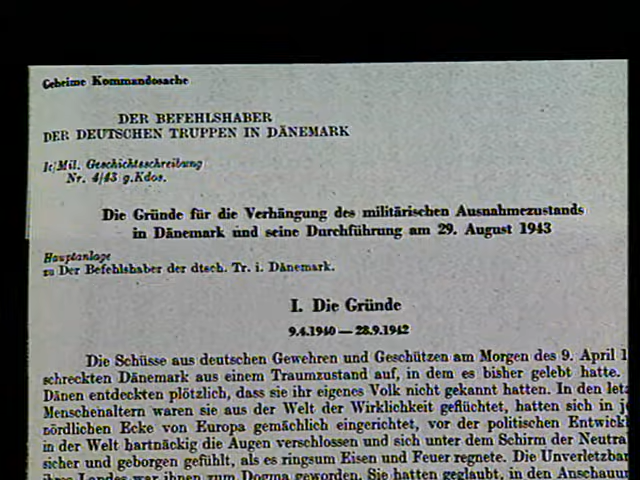 Geheime Kommandosache
DER BEFEHLSHABER
DER DEUTSCHEN TRUPPEN IN DÄNEMARK
Ic/Mil. Geschichtsschreibung
Nr. 4/43 g.Kdos.
Die Gründe für die Verhängung des militärischen Ausnahmezustands
in Dänemark und seine Durchführung am 29. August 1943
Hauptanlage
zu Der Befehlshaber der dtsch. Tr. i. Dänemark.
I. Die Gründe
9.4.1940 — 28.9.1942
Die Schüsse aus deutschen Gewehren und Geschützen am Morgen des 9. April 1
schreckten Dänemark aus einem Traumzustand auf, in dem es bisher gelebt hatte.
Dänen entdeckten plötzlich, dass sie ihr eigenes Volk nicht gekannt hatten. In den
Menschenaltern waren sie aus der Welt der Wirklichkeit geflüchtet, hatten sich in
nördlichen Ecke von Europa gemächlich eingerichtet, vor der politischen Entwickl
in der Welt hartnäckig die Augen verschlossen und sich unter dem Schirm der Neutra
sicher und geborgen gefühlt, als es ringsum Eisen und Feuer regnete. Die Unverletzbar
ihres Landes war ihnen zum Dogma geworden. Sie hatten geglaubt, in den Anschauun